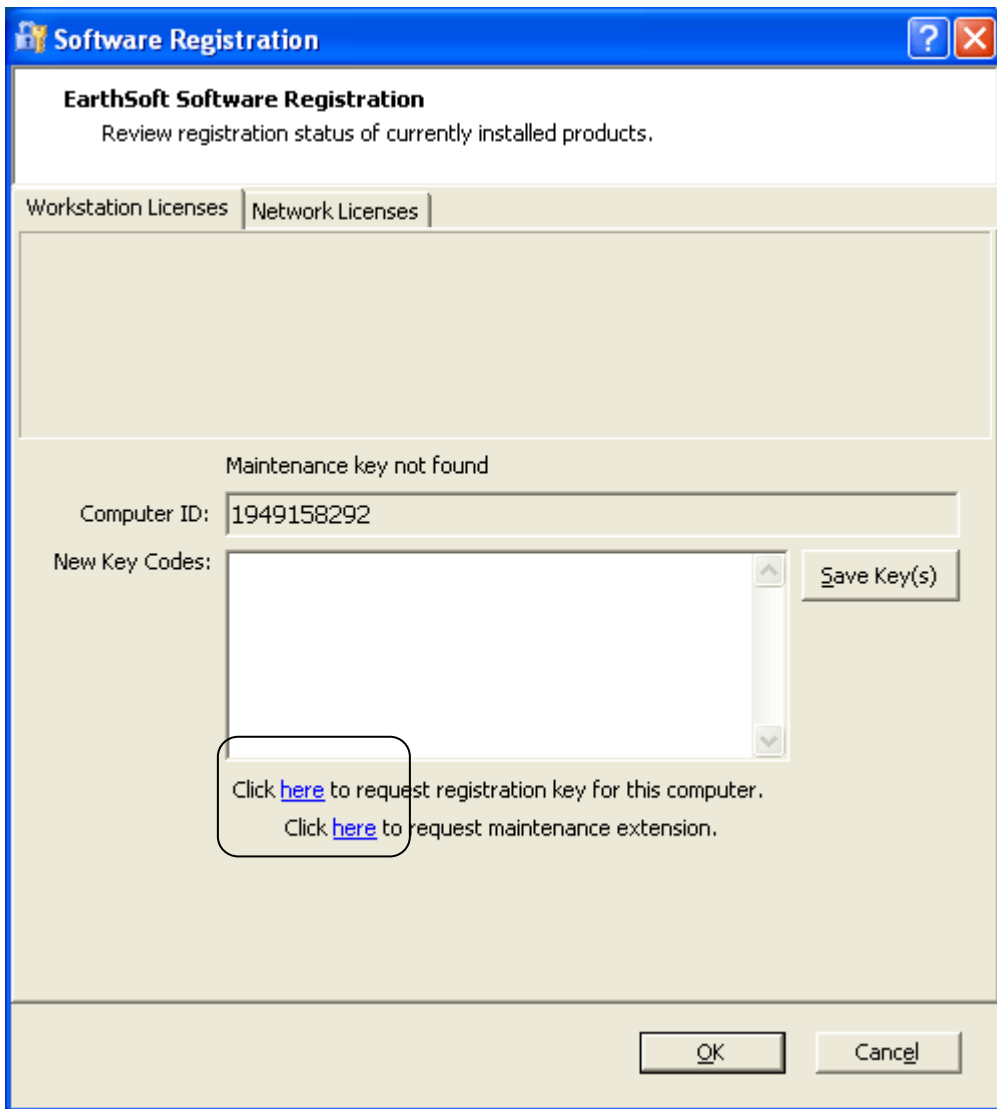 Software Registration
EarthSoft Software Registration
Review registration status of currently installed products.
Workstation Licenses
Network Licenses
Maintenance key not found
Computer ID: 1949158292
New Key Codes:
Save Key(s)
Click here to request registration key for this computer.
Click here to request maintenance extension.
OK
Cancel